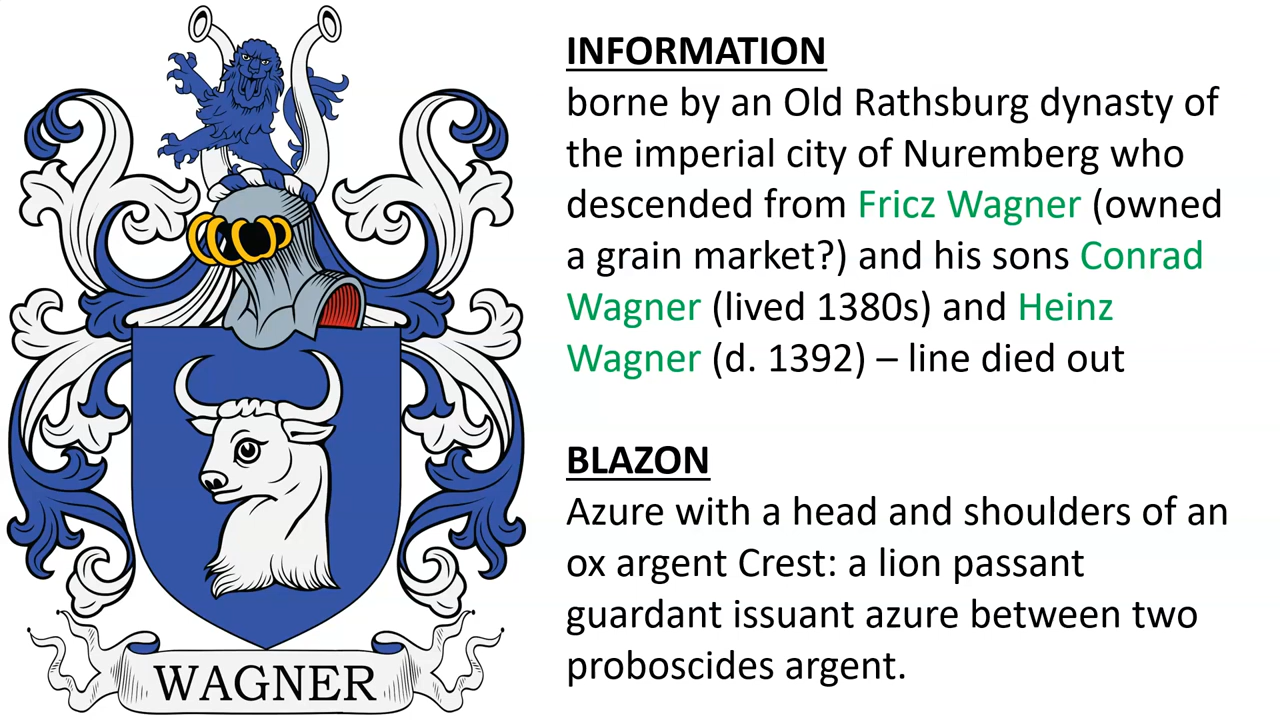 INFORMATION
borne by an Old Rathsburg dynasty of
the imperial city of Nuremberg who
descended from Fricz Wagner (owned
a grain market?) and his sons Conrad
Wagner (lived 1380s) and Heinz
Wagner (d. 1392) – line died out
BLAZON
Azure with a head and shoulders of an
ox argent Crest: a lion passant
guardant issuant azure between two
proboscides argent.
WAGNER